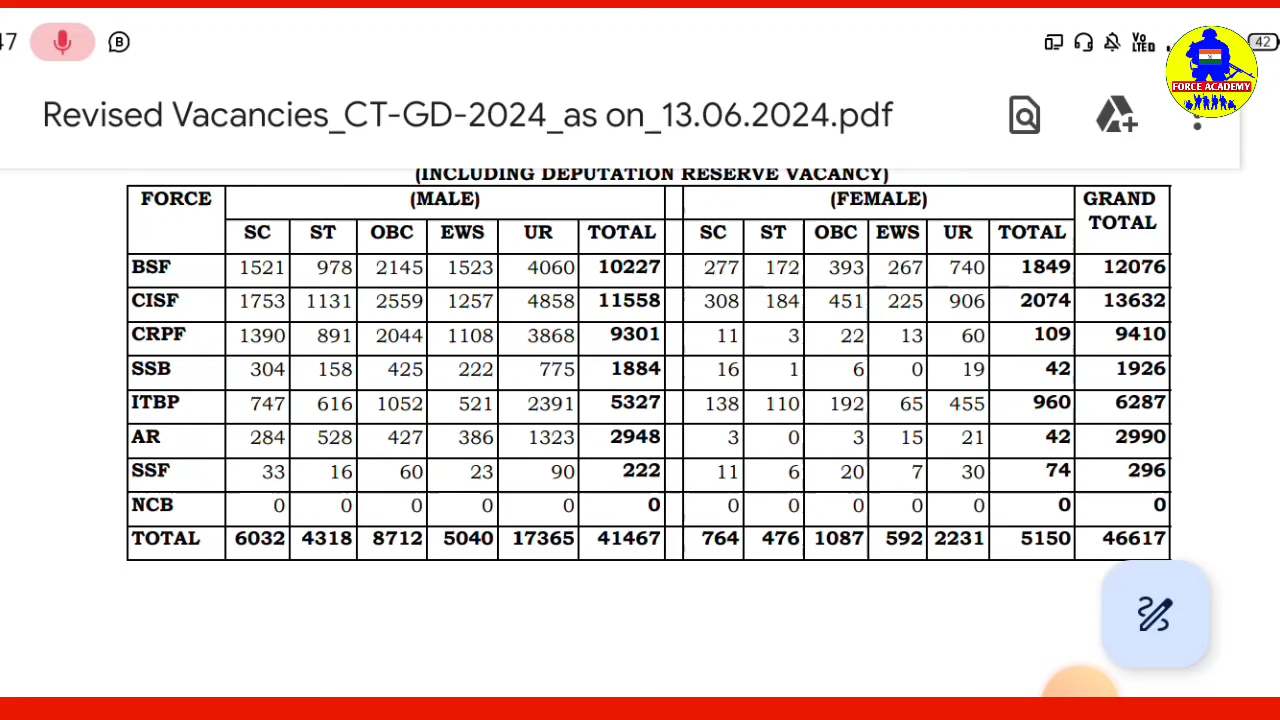 47 B Vo LTE 42
FORCE ACADEMY
Revised Vacancies_CT-GD-2024_as on_13.06.2024.pdf
(INCLUDING DEPUTATION RESERVE VACANCY)
FORCE (MALE) (FEMALE) GRAND TOTAL
SC ST OBC EWS UR TOTAL SC ST OBC EWS UR TOTAL
BSF 1521 978 2145 1523 4060 10227 277 172 393 267 740 1849 12076
CISF 1753 1131 2559 1257 4858 11558 308 184 451 225 906 2074 13632
CRPF 1390 891 2044 1108 3868 9301 11 3 22 13 60 109 9410
SSB 304 158 425 222 775 1884 16 1 6 0 19 42 1926
ITBP 747 616 1052 521 2391 5327 138 110 192 65 455 960 6287
AR 284 528 427 386 1323 2948 3 0 3 15 21 42 2990
SSF 33 16 60 23 90 222 11 6 20 7 30 74 296
NCB 0 0 0 0 0 0 0 0 0 0 0 0 0
TOTAL 6032 4318 8712 5040 17365 41467 764 476 1087 592 2231 5150 46617